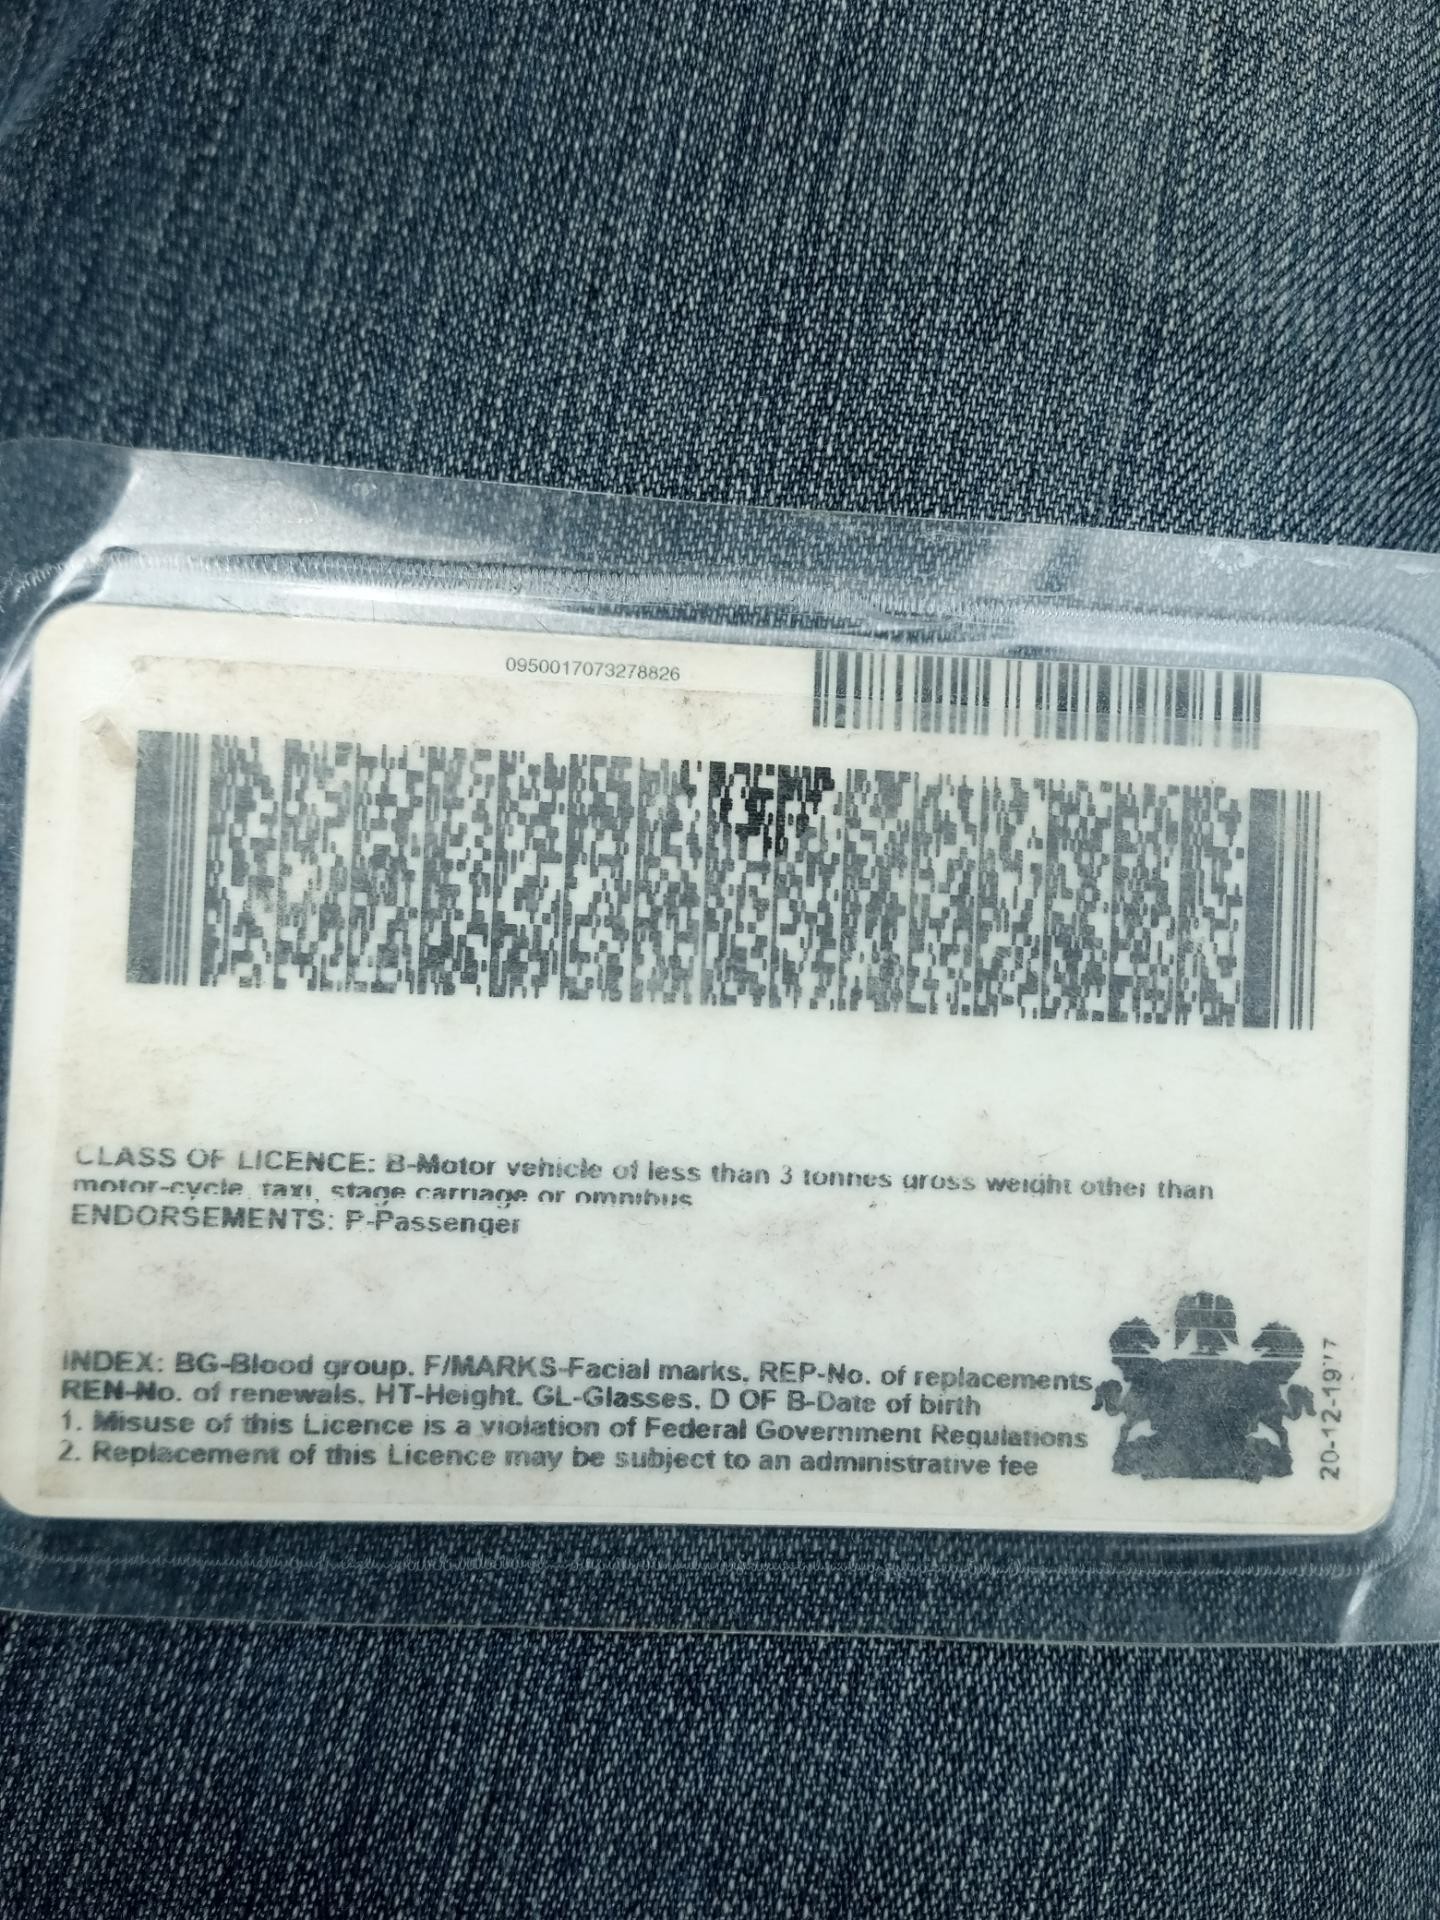 0950017073278826
CLASS OF LICENCE: B-Motor vehicle of less than 3 tonnes gross weight other than
motor-cycle, taxi, stage carriage or omnibus
ENDORSEMENTS: P-Passenger
INDEX: BG-Blood group. F/MARKS-Facial marks, REP-No. of replacements,
REN-No. of renewals. HT-Height. GL-Glasses, D OF B-Date of birth
1. Misuse of this Licence is a violation of Federal Government Regulations
2. Replacement of this Licence may be subject to an administrative fee
20-12-1977